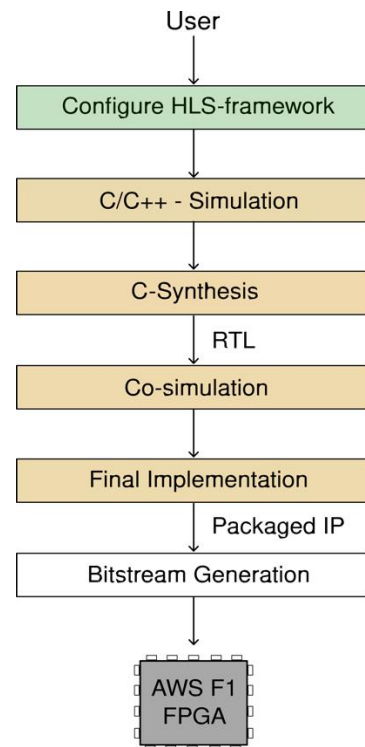 User
Configure HLS-framework
C/C++ - Simulation
C-Synthesis
RTL
Co-simulation
Final Implementation
Packaged IP
Bitstream Generation
AWS F1
FPGA